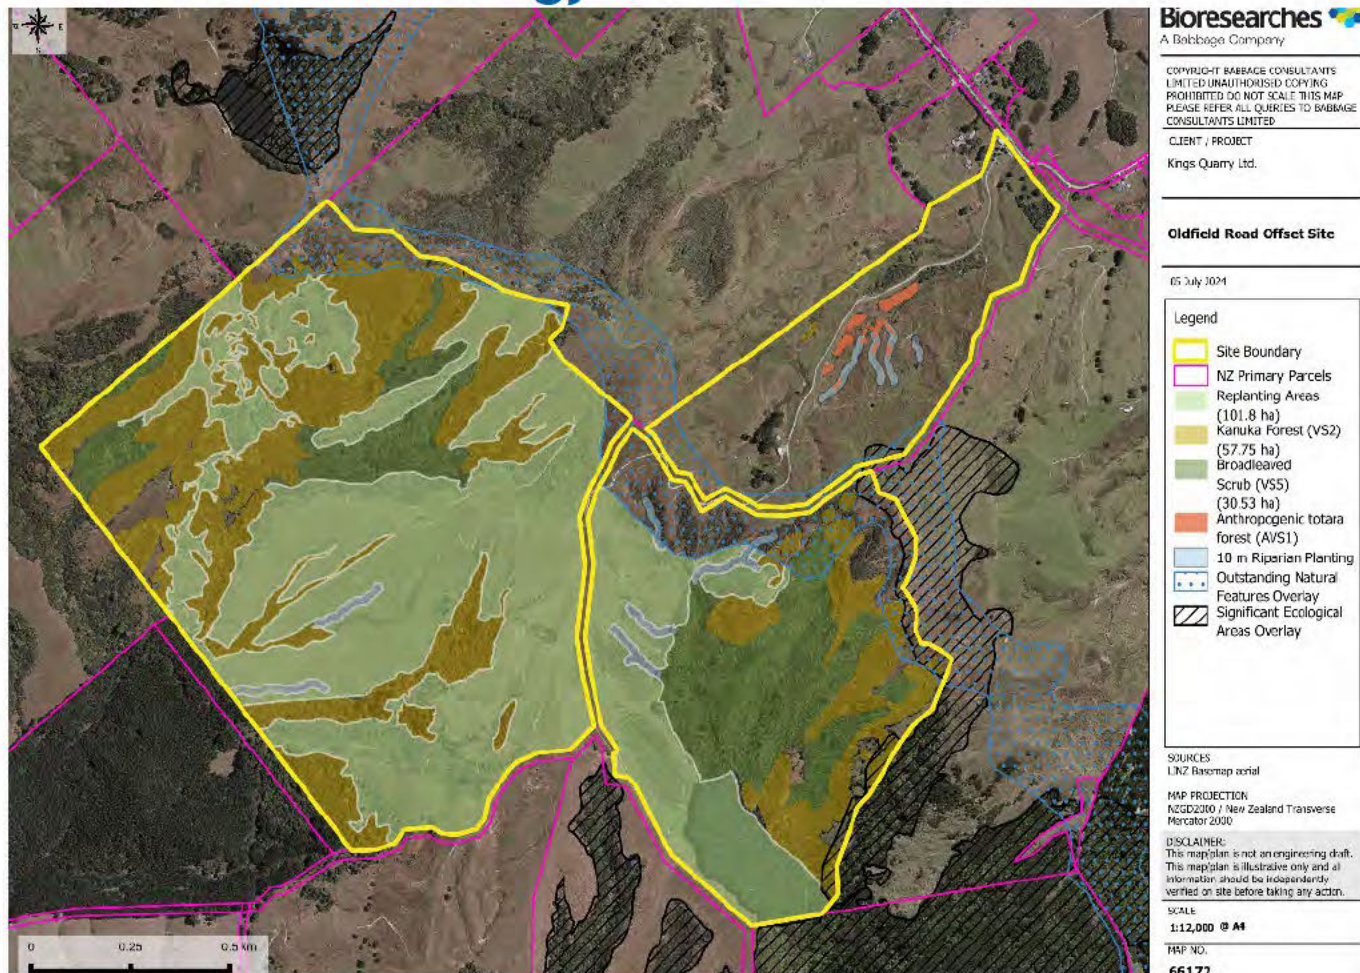 Bioresearches
A Babbage Company
COPYRIGHT BABBAGE CONSULTANTS
LIMITED UNAUTHORISED COPYING
PROHIBITED DO NOT SCALE THIS MAP
PLEASE REFER ALL QUERIES TO BABBAGE
CONSULTANTS LIMITED
CLIENT / PROJECT
Kings Quarry Ltd.
Oldfield Road Offset Site
05 July 2024
Legend
Site Boundary
NZ Primary Parcels
Replanting Areas
(101.8 ha)
Kanuka Forest (VS2)
(57.75 ha)
Broadleaved
Scrub (VS5)
(30.53 ha)
Anthropogenic totara
forest (AVS1)
10 m Riparian Planting
Outstanding Natural
Features Overlay
Significant Ecological
Areas Overlay
SOURCES
LINZ Basemap aerial
MAP PROJECTION
NZGD2000 / New Zealand Transverse
Mercator 2000
DISCLAIMER:
This map/plan is not an engineering draft.
This map/plan is illustrative only and all
information should be independently
verified on site before taking any action.
SCALE
1:12,000 @ A4
MAP NO.
66172
E
S
0 0.25 0.5 km